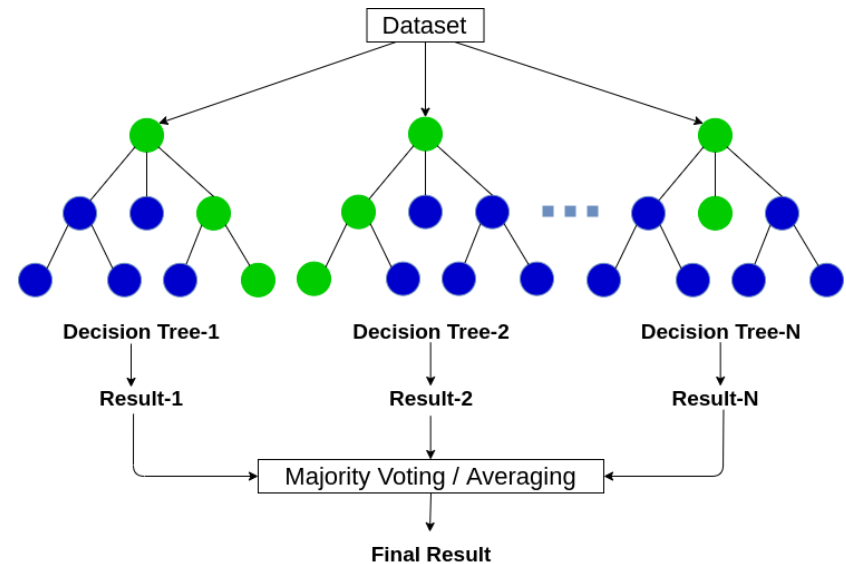 Dataset
Decision Tree-1
Decision Tree-2
Decision Tree-N
Result-1
Result-2
Result-N
Majority Voting / Averaging
Final Result